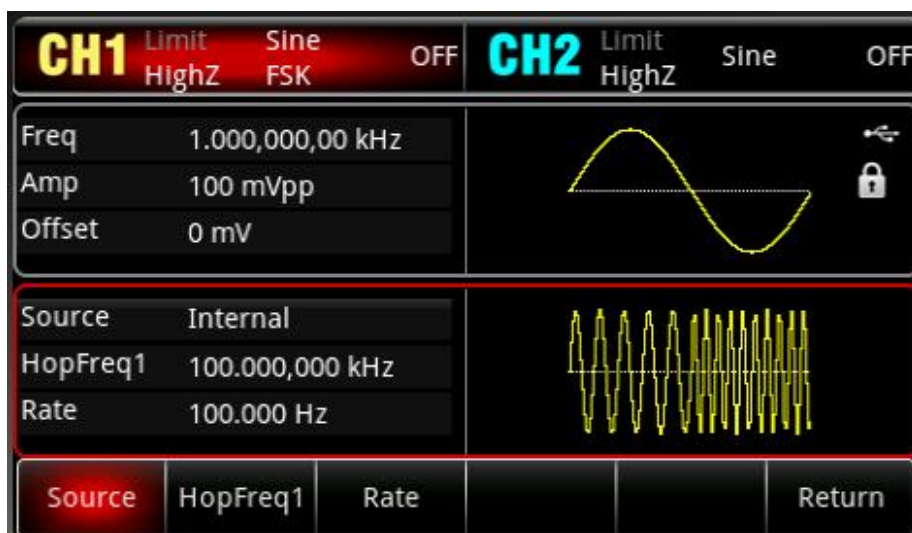 CH1 Limit Sine OFF CH2 Limit Sine OFF
HighZ FSK HighZ
Freq 1.000,000,00 kHz
Amp 100 mVpp
Offset 0 mV
Source Internal
HopFreq1 100.000,000 kHz
Rate 100.000 Hz
Source HopFreq1 Rate Return